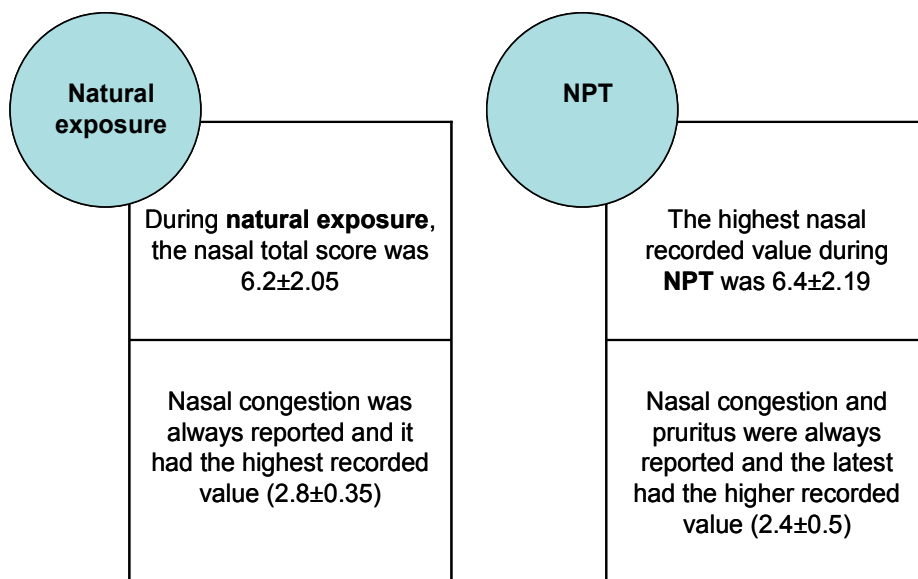 Natural
exposure
During natural exposure,
the nasal total score was
6.2±2.05
Nasal congestion was
always reported and it
had the highest recorded
value (2.8±0.35)
NPT
The highest nasal
recorded value during
NPT was 6.4±2.19
Nasal congestion and
pruritus were always
reported and the latest
had the higher recorded
value (2.4±0.5)